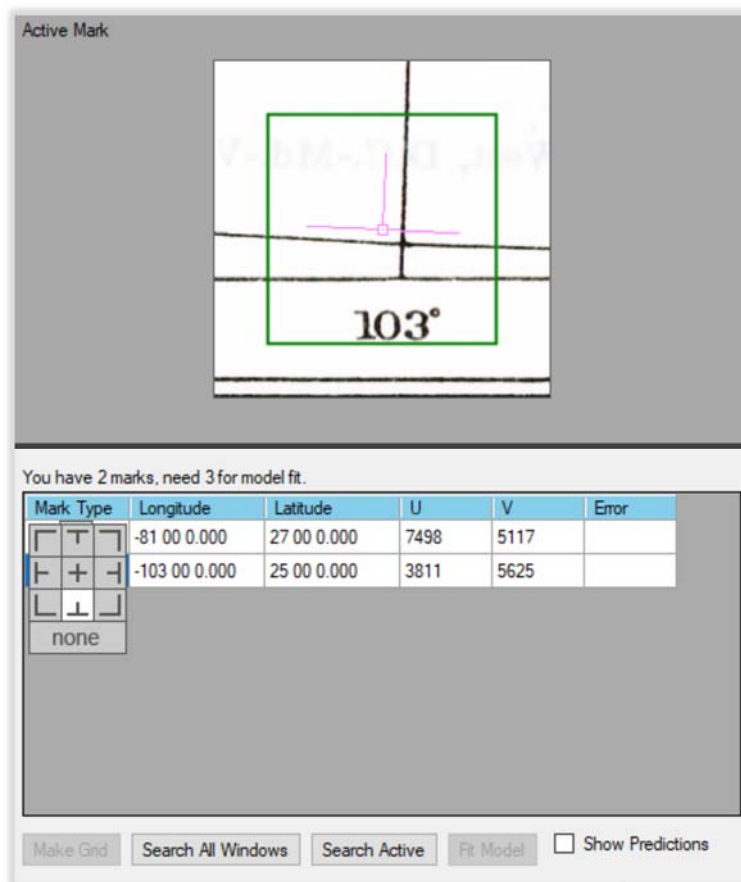 Active Mark
West, D.C.-Md.-V
103°
You have 2 marks, need 3 for model fit.
Mark Type Longitude Latitude U V Error
-81 00 0.000 27 00 0.000 7498 5117
-103 00 0.000 25 00 0.000 3811 5625
none
Make Grid Search All Windows Search Active Fit Model Show Predictions